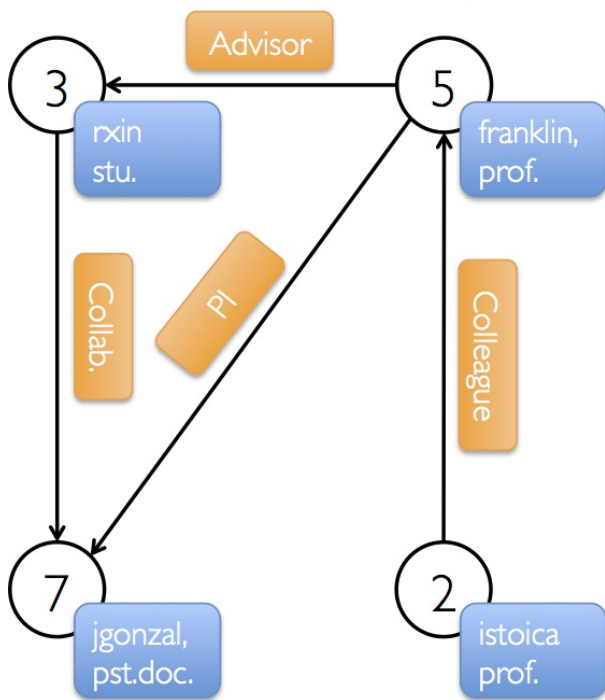 Advisor
3
5
rxin
stu.
franklin,
prof.
Collab.
PI
Colleague
7
2
jgonzal,
pst.doc.
istoica
prof.